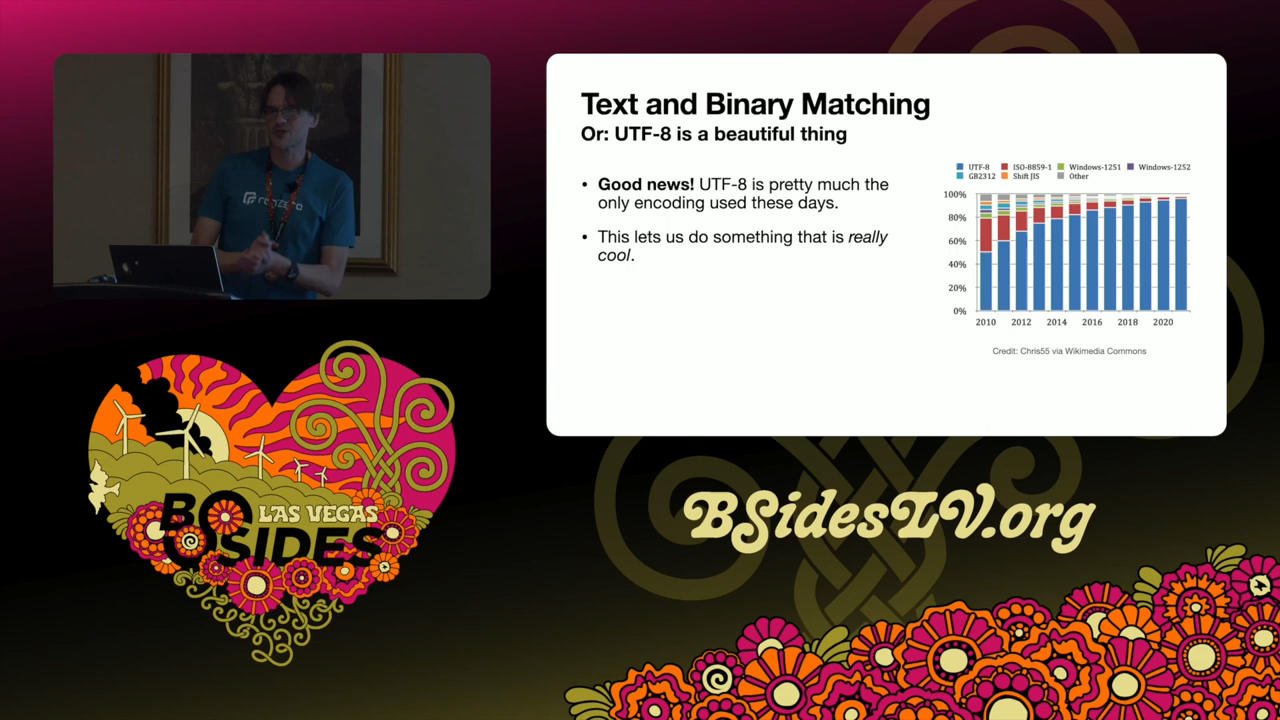 runZero
Text and Binary Matching
Or: UTF-8 is a beautiful thing
• Good news! UTF-8 is pretty much the
only encoding used these days.
• This lets us do something that is really
cool.
UTF-8 ISO-8859-1 Windows-1251 Windows-1252
GB2312 Shift JIS Other
100%
80%
60%
40%
20%
0%
2010 2012 2014 2016 2018 2020
Credit: Chris55 via Wikimedia Commons
LAS VEGAS
BSIDES
BSidesLV.org